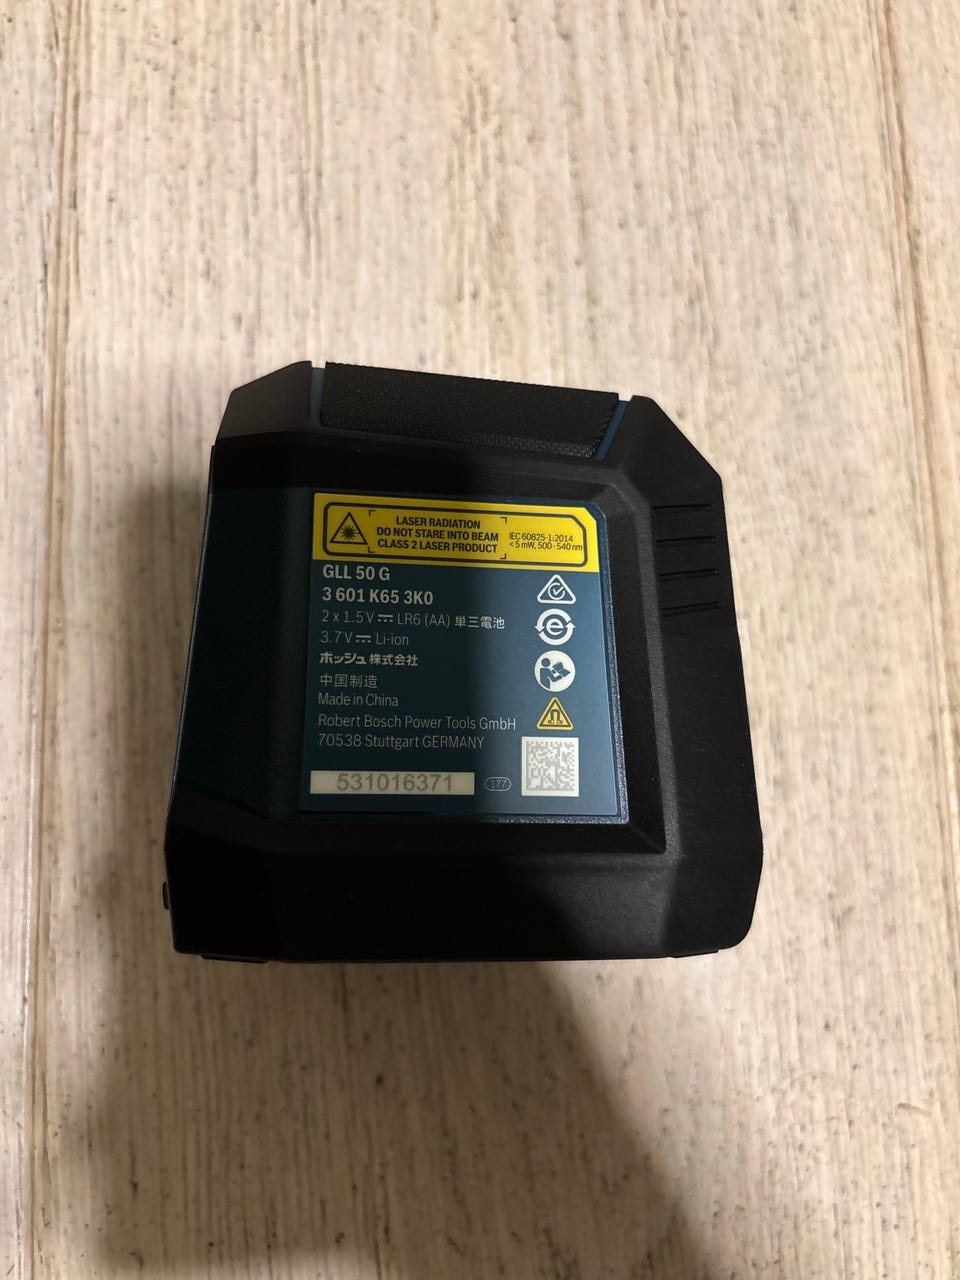 LASER RADIATION
DO NOT STARE INTO BEAM
CLASS 2 LASER PRODUCT
IEC 60825-1:2014
< 5 mW, 500 - 540 nm
GLL 50 G
3 601 K65 3K0
2 x 1.5 V ⎓ LR6 (AA) 単三電池
3.7 V ⎓ Li-ion
ボッシュ株式会社
中国制造
Made in China
Robert Bosch Power Tools GmbH
70538 Stuttgart GERMANY
531016371
177